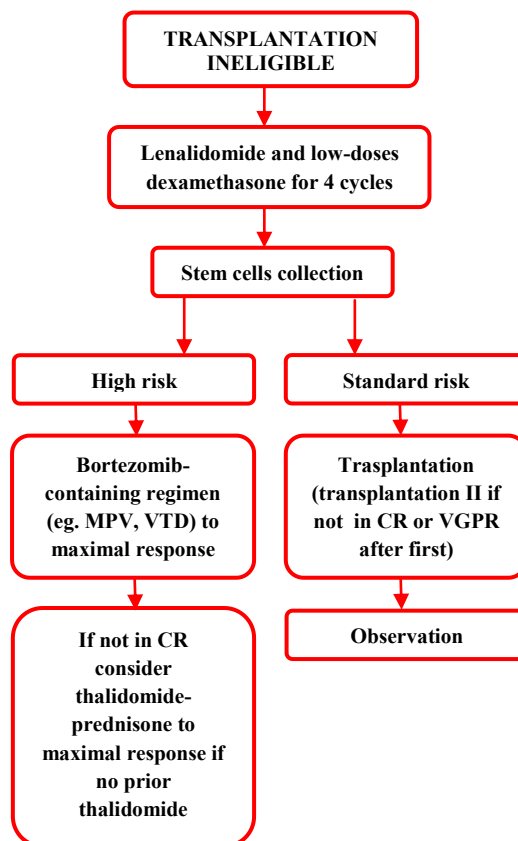 TRANSPLANTATION
INELIGIBLE
Lenalidomide and low-doses
dexamethasone for 4 cycles
Stem cells collection
High risk
Standard risk
Bortezomib-
containing regimen
(eg. MPV, VTD) to
maximal response
Trasplantation
(transplantation II if
not in CR or VGPR
after first)
If not in CR
consider
thalidomide-
prednisone to
maximal response if
no prior
thalidomide
Observation